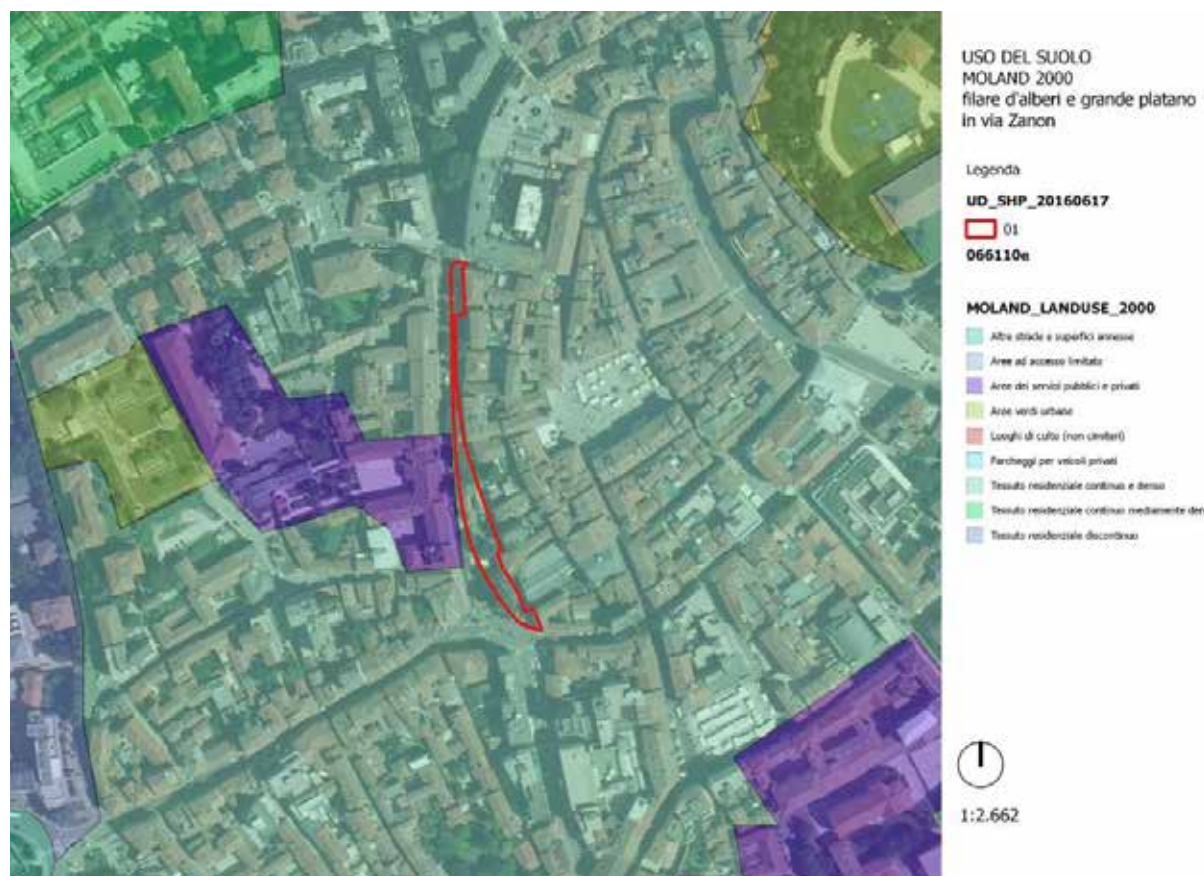 USO DEL SUOLO
MOLAND 2000
filare d'alberi e grande platano
in via Zanon
Legenda
UD_SHP_20160617
01
066110e
MOLAND_LANDUSE_2000
Altre strade e superfici annesse
Aree ad accesso limitato
Aree dei servizi pubblici e privati
Aree verdi urbane
Luoghi di culto (non cimiteri)
Parcheggi per veicoli privati
Tessuto residenziale continuo e denso
Tessuto residenziale continuo mediamente den
Tessuto residenziale discontinuo
1:2.662